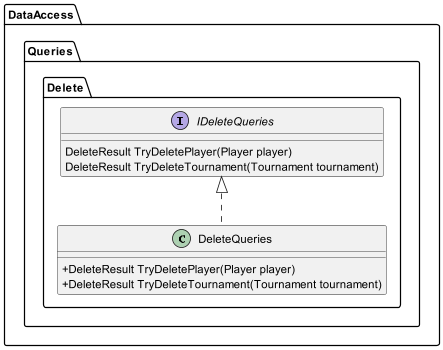 DataAccess
Queries
Delete
I IDeleteQueries
DeleteResult TryDeletePlayer(Player player)
DeleteResult TryDeleteTournament(Tournament tournament)
C DeleteQueries
+DeleteResult TryDeletePlayer(Player player)
+DeleteResult TryDeleteTournament(Tournament tournament)